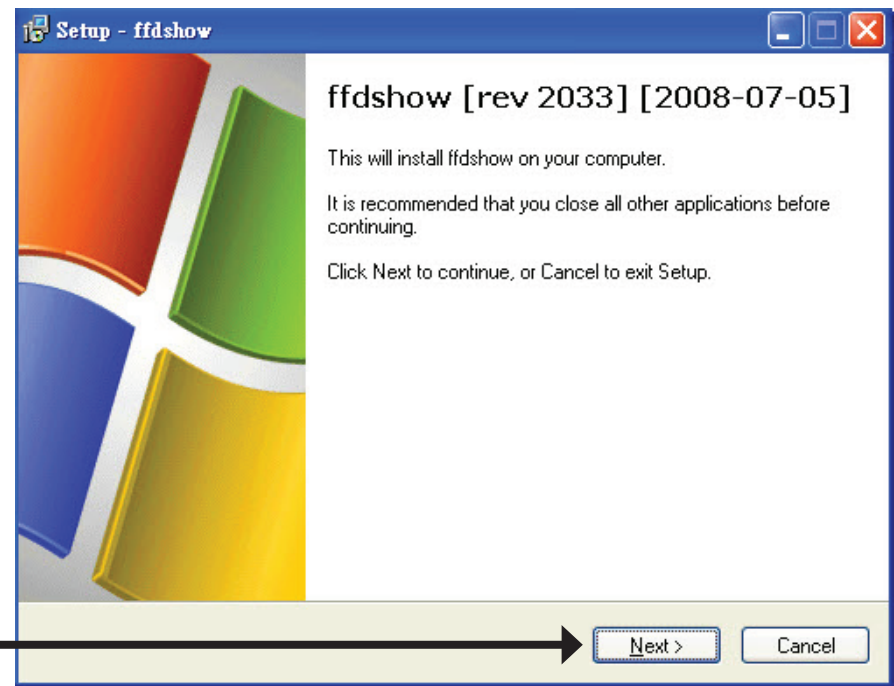 Setup - ffdshow
ffdshow [rev 2033] [2008-07-05]
This will install ffdshow on your computer.
It is recommended that you close all other applications before
continuing.
Click Next to continue, or Cancel to exit Setup.
Next >
Cancel